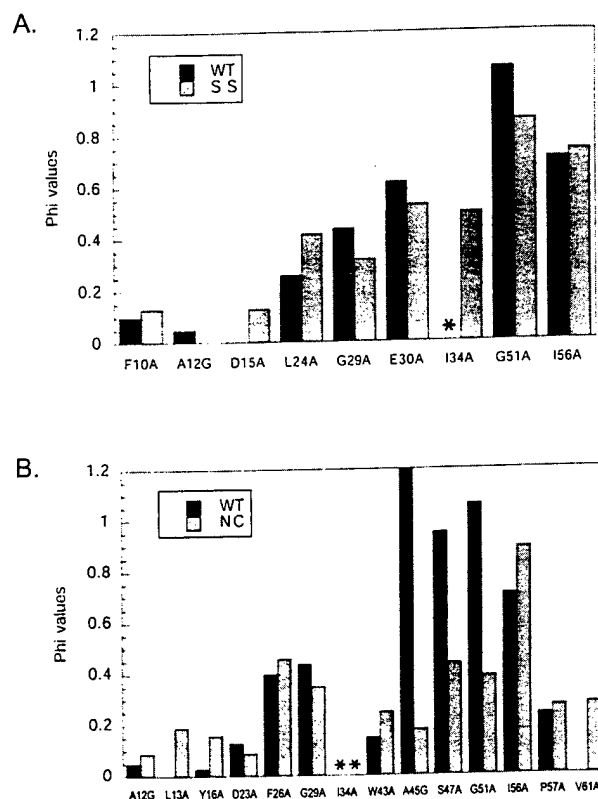 A.
1.2
1
0.8
0.6
0.4
0.2
0
Phi values
WT
S S
*
F10A A12G D15A L24A G29A E30A I34A G51A I56A
B.
1.2
1
0.8
0.6
0.4
0.2
0
Phi values
WT
N C
* *
A12G L13A Y16A D23A F26A G29A I34A W43A A45G S47A G51A I56A P57A V61A